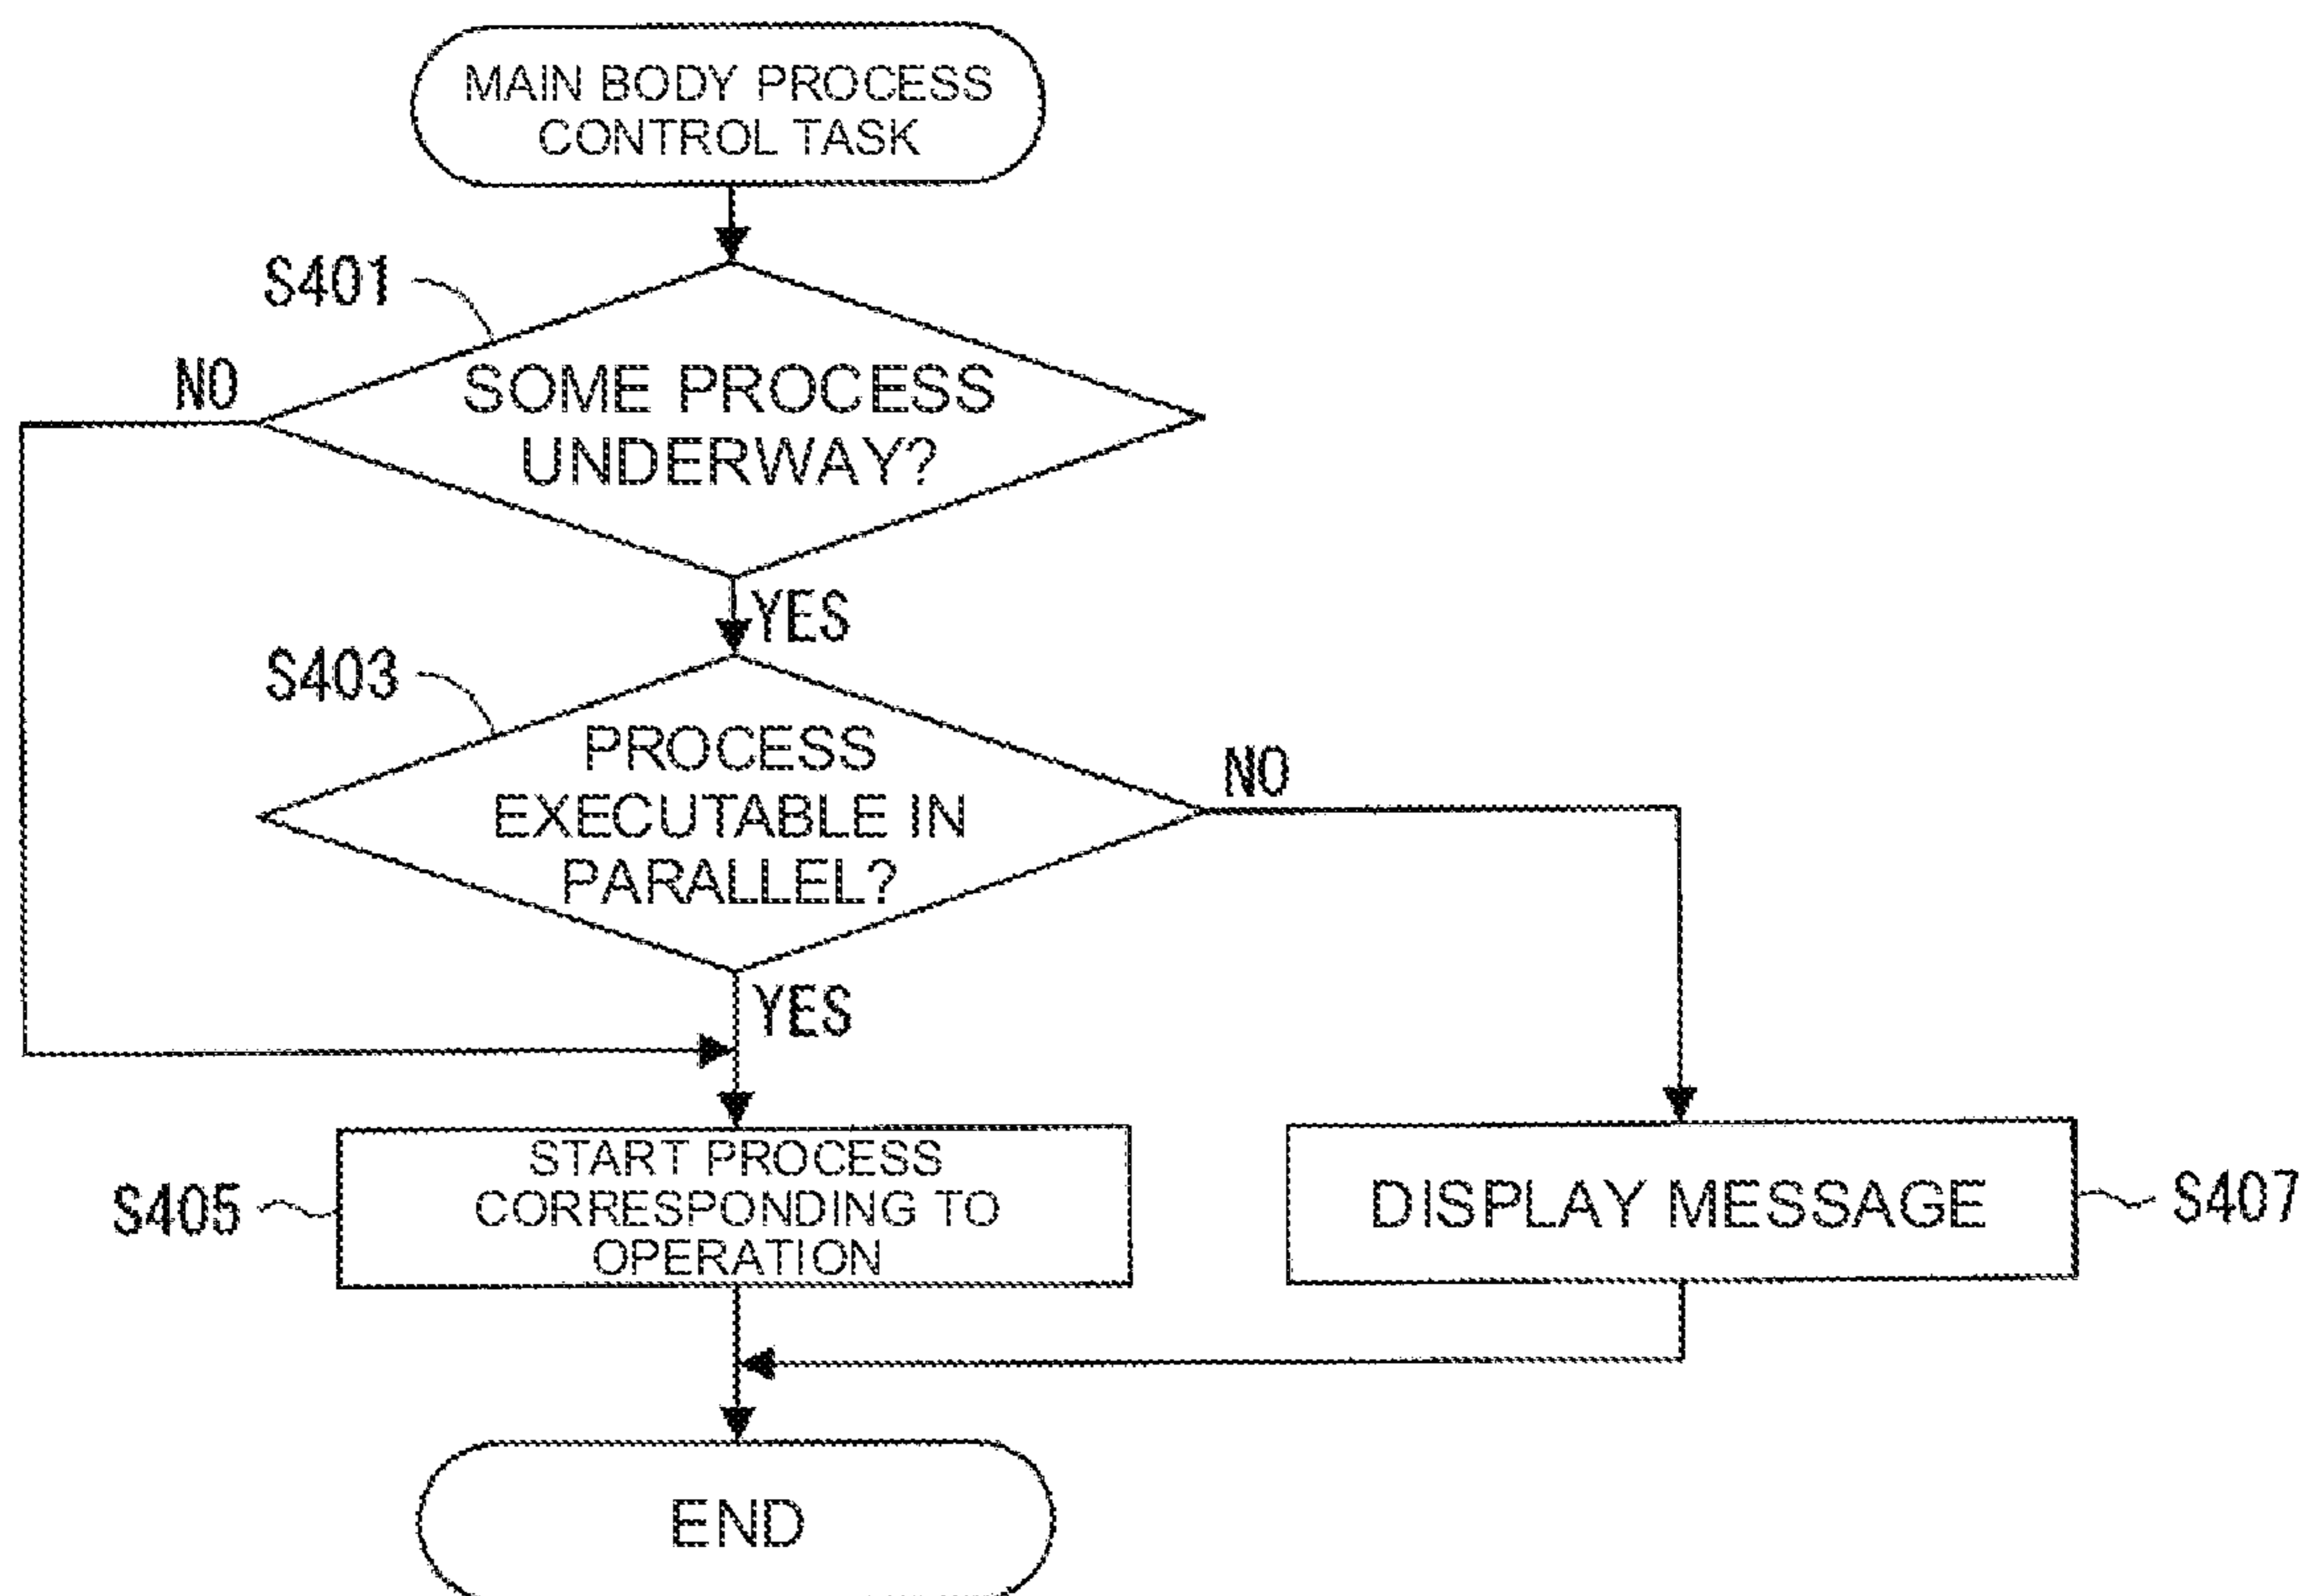 MAIN BODY PROCESS
CONTROL TASK
S401
NO
SOME PROCESS
UNDERWAY?
YES
S403
PROCESS
EXECUTABLE IN
PARALLEL?
NO
YES
START PROCESS
CORRESPONDING TO
OPERATION
S405
DISPLAY MESSAGE
S407
END